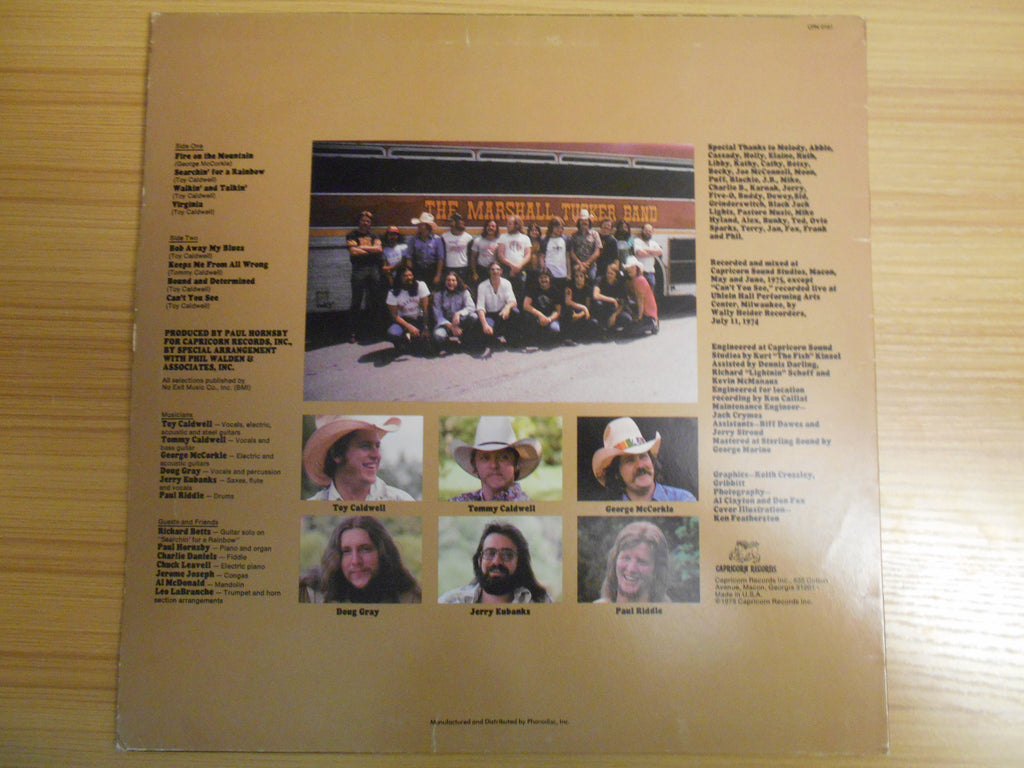 Side One
Fire on the Mountain
(George McCorkle)
Searchin' for a Rainbow
(Toy Caldwell)
Walkin' and Talkin'
(Toy Caldwell)
Virginia
(Toy Caldwell)
Side Two
Bob Away My Blues
(Toy Caldwell)
Keeps Me From All Wrong
(Tommy Caldwell)
Bound and Determined
(Toy Caldwell)
Can't You See
(Toy Caldwell)
PRODUCED BY PAUL HORNSBY
FOR CAPRICORN RECORDS, INC.,
BY SPECIAL ARRANGEMENT
WITH PHIL WALDEN &
ASSOCIATES, INC.
All selections published by
No Exit Music Co., Inc. (BMI)
Musicians
Toy Caldwell — Vocals, electric,
acoustic and steel guitars
Tommy Caldwell — Vocals and
bass guitar
George McCorkle — Electric and
acoustic guitars
Doug Gray — Vocals and percussion
Jerry Eubanks — Saxes, flute
and vocals
Paul Riddle — Drums
Guests and Friends
Richard Betts — Guitar solo on
"Searchin' for a Rainbow"
Paul Hornsby — Piano and organ
Charlie Daniels — Fiddle
Chuck Leavell — Electric piano
Jerome Joseph — Congas
Al McDonald — Mandolin
Leo LaBranche — Trumpet and horn
section arrangements
THE MARSHALL TUCKER BAND
Toy Caldwell
Tommy Caldwell
George McCorkle
Doug Gray
Jerry Eubanks
Paul Riddle
Special Thanks to Melody, Abbie,
Cassady, Holly, Elaine, Ruth,
Libby, Kathy, Cathy, Betsy,
Becky, Joe McConnell, Moon,
Puff, Blackie, J.B., Mike,
Charlie B., Karnak, Jerry,
Five-O, Buddy, Dewey, Sid,
Grinderswitch, Black Jack
Lights, Pasture Music, Mike
Hyland, Alex, Bunky, Ted, Ovie
Sparks, Terry, Jan, Fox, Frank
and Phil.
Recorded and mixed at
Capricorn Sound Studios, Macon,
May and June, 1975, except
"Can't You See," recorded live at
Uhlein Hall Performing Arts
Center, Milwaukee, by
Wally Heider Recorders,
July 11, 1974
Engineered at Capricorn Sound
Studios by Kurt "The Fish" Kinzel
Assisted by Dennis Darling,
Richard "Lightnin" Schoff and
Kevin McManaus
Engineered for location
recording by Ken Caillat
Maintenance Engineer—
Jack Crymes
Assistants—Biff Dawes and
Jerry Stroud
Mastered at Sterling Sound by
George Marino
Graphics—Keith Crossley,
Gribbitt
Photography—
Al Clayton and Don Fox
Cover Illustration—
Ken Featherston
CAPRICORN RECORDS
Capricorn Records Inc., 535 Cotton
Avenue, Macon, Georgia 31201 -
Made in U.S.A.
©1975 Capricorn Records Inc.
Manufactured and Distributed by Phonodisc, Inc.